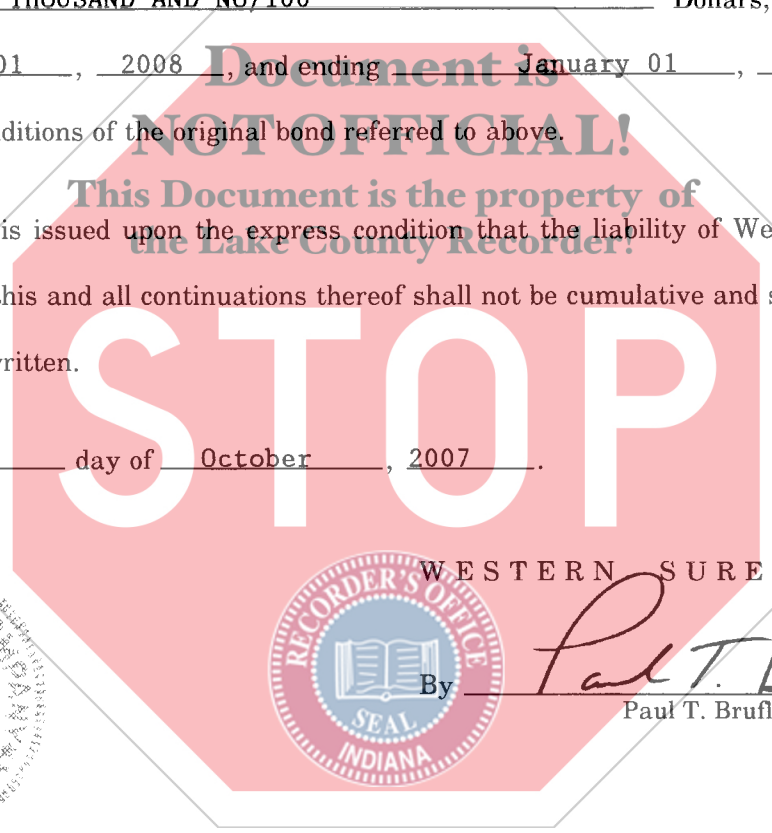 THOUSAND AND NO/100 Dollars,
01, 2008, and ending January 01,
Document is
NOT OFFICIAL!
ditions of the original bond referred to above.
This Document is the property of
the Lake County Recorder!
is issued upon the express condition that the liability of We
this and all continuations thereof shall not be cumulative and s
ritten.
STOP
day of October, 2007.
WESTERN SURE
RECORDER'S OFFICE
SEAL
INDIANA
By Paul T.
Paul T. Brufl